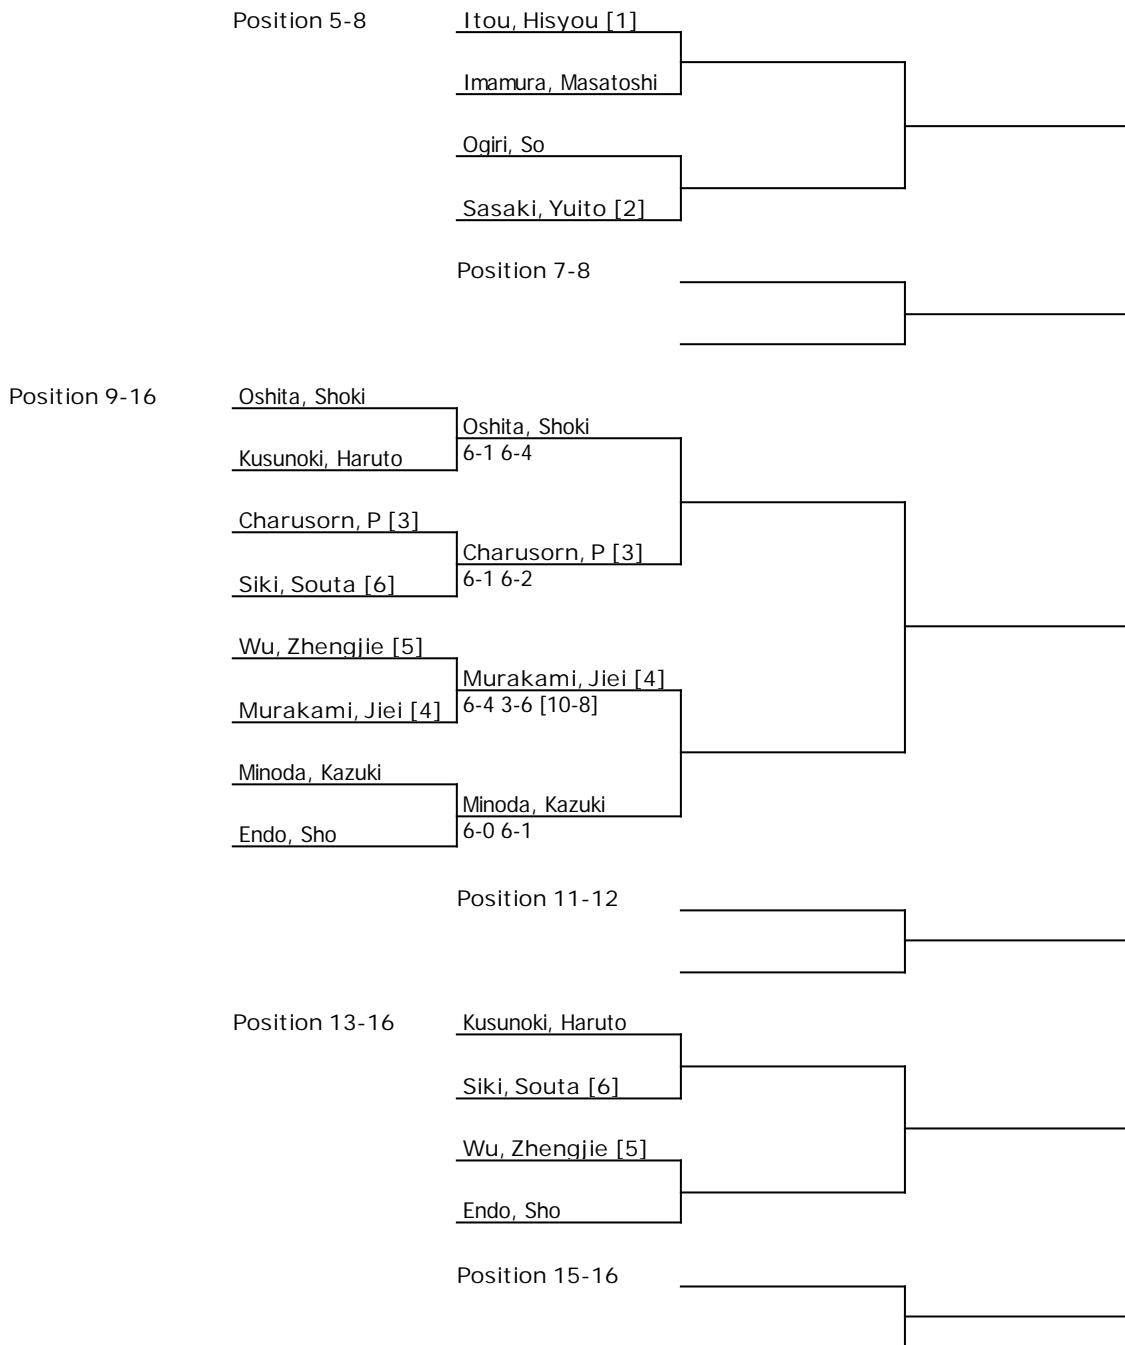 Position 5-8
Itou, Hisyou [1]
Imamura, Masatoshi
Ogiri, So
Sasaki, Yuito [2]
Position 7-8
Position 9-16
Oshita, Shoki
Oshita, Shoki
6-1 6-4
Kusunoki, Haruto
Charusorn, P [3]
Charusorn, P [3]
6-1 6-2
Siki, Souta [6]
Wu, Zhengjie [5]
Murakami, Jiei [4]
6-4 3-6 [10-8]
Murakami, Jiei [4]
Minoda, Kazuki
Minoda, Kazuki
6-0 6-1
Endo, Sho
Position 11-12
Position 13-16
Kusunoki, Haruto
Siki, Souta [6]
Wu, Zhengjie [5]
Endo, Sho
Position 15-16